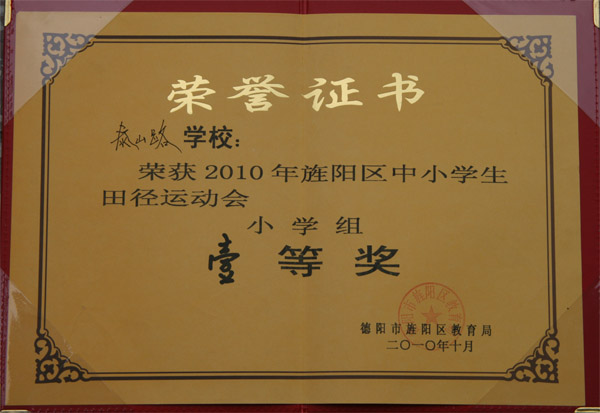 荣誉证书
泰山路学校：
荣获2010年旌阳区中小学生
田径运动会
小学组
壹等奖
德阳市旌阳区教育局
二〇一〇年十月